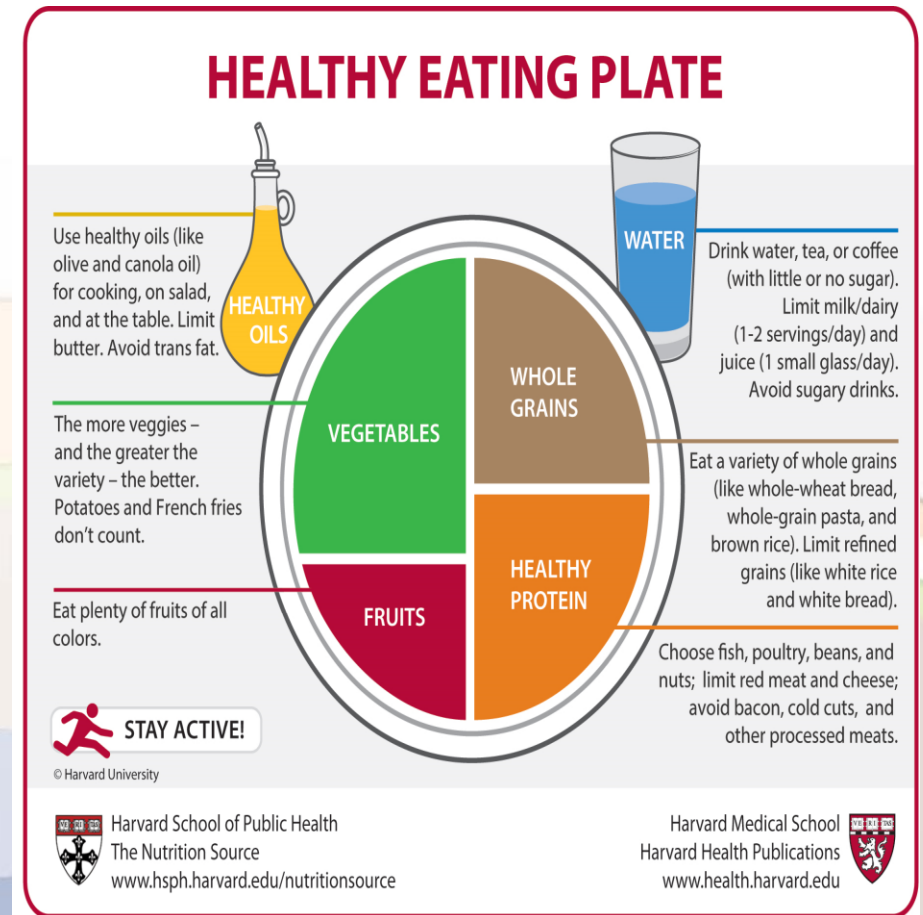 HEALTHY EATING PLATE
Use healthy oils (like
olive and canola oil)
for cooking, on salad,
and at the table. Limit
butter. Avoid trans fat.
HEALTHY
OILS
WATER
Drink water, tea, or coffee
(with little or no sugar).
Limit milk/dairy
(1-2 servings/day) and
juice (1 small glass/day).
Avoid sugary drinks.
The more veggies –
and the greater the
variety – the better.
Potatoes and French fries
don’t count.
VEGETABLES
WHOLE
GRAINS
Eat a variety of whole grains
(like whole-wheat bread,
whole-grain pasta, and
brown rice). Limit refined
grains (like white rice
and white bread).
Eat plenty of fruits of all
colors.
FRUITS
HEALTHY
PROTEIN
Choose fish, poultry, beans, and
nuts; limit red meat and cheese;
avoid bacon, cold cuts, and
other processed meats.
STAY ACTIVE!
© Harvard University
Harvard School of Public Health
The Nutrition Source
www.hsph.harvard.edu/nutritionsource
Harvard Medical School
Harvard Health Publications
www.health.harvard.edu
VE RI TAS